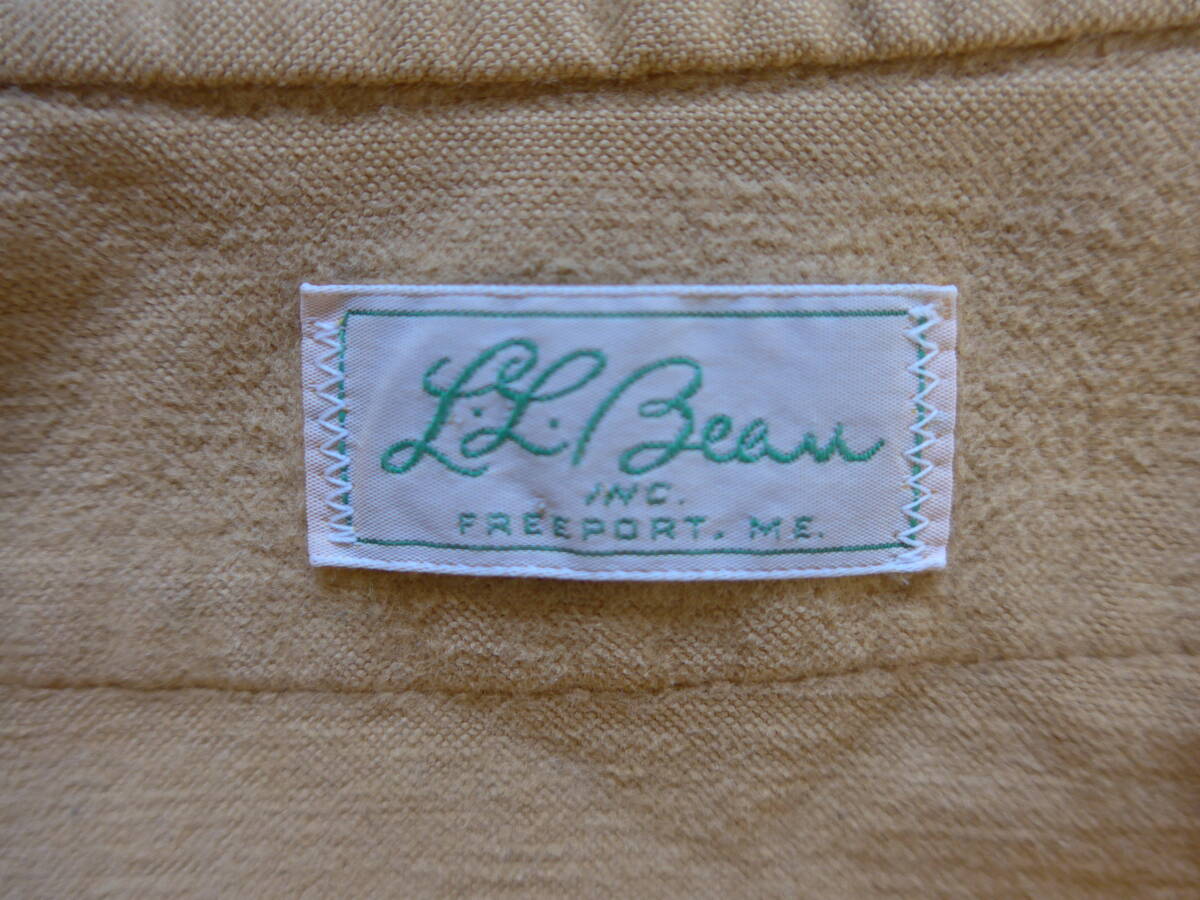 L.L. Bean
INC.
FREEPORT. ME.